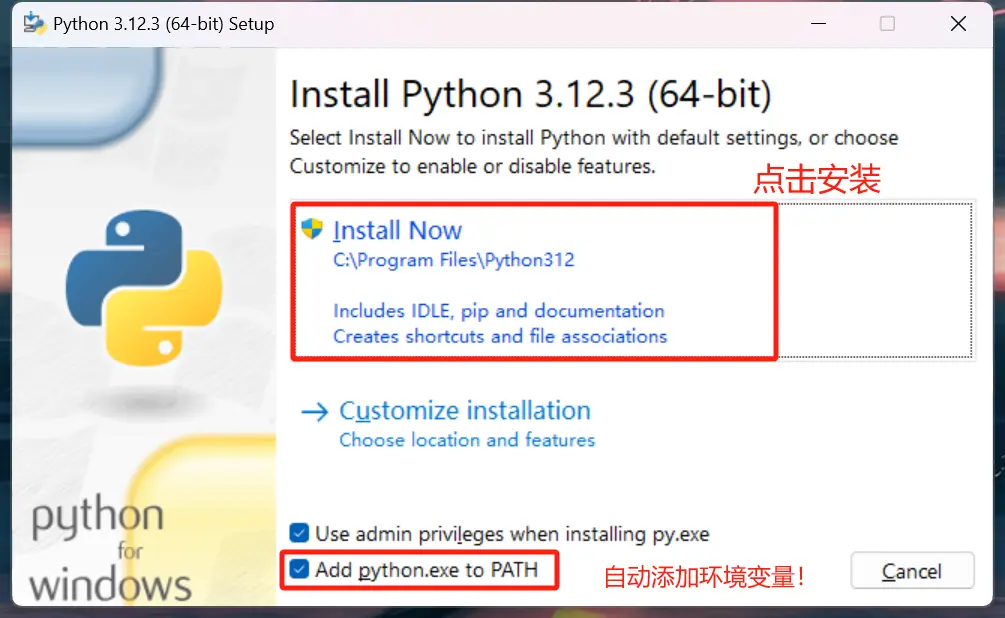 Python 3.12.3 (64-bit) Setup
Install Python 3.12.3 (64-bit)
Select Install Now to install Python with default settings, or choose
Customize to enable or disable features.
点击安装
Install Now
C:\Program Files\Python312
Includes IDLE, pip and documentation
Creates shortcuts and file associations
Customize installation
Choose location and features
Use admin privileges when installing py.exe
Add python.exe to PATH
自动添加环境变量!
Cancel
python
for
windows